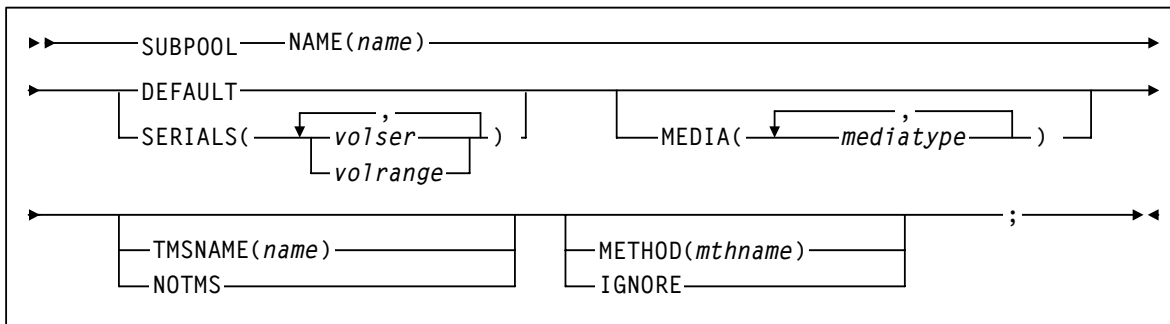 SUBPOOL NAME(name)
DEFAULT
,
,
SERIALS( volser )
MEDIA( mediatype )
volrange
;
TMSNAME(name)
METHOD(mthname)
NOTMS
IGNORE